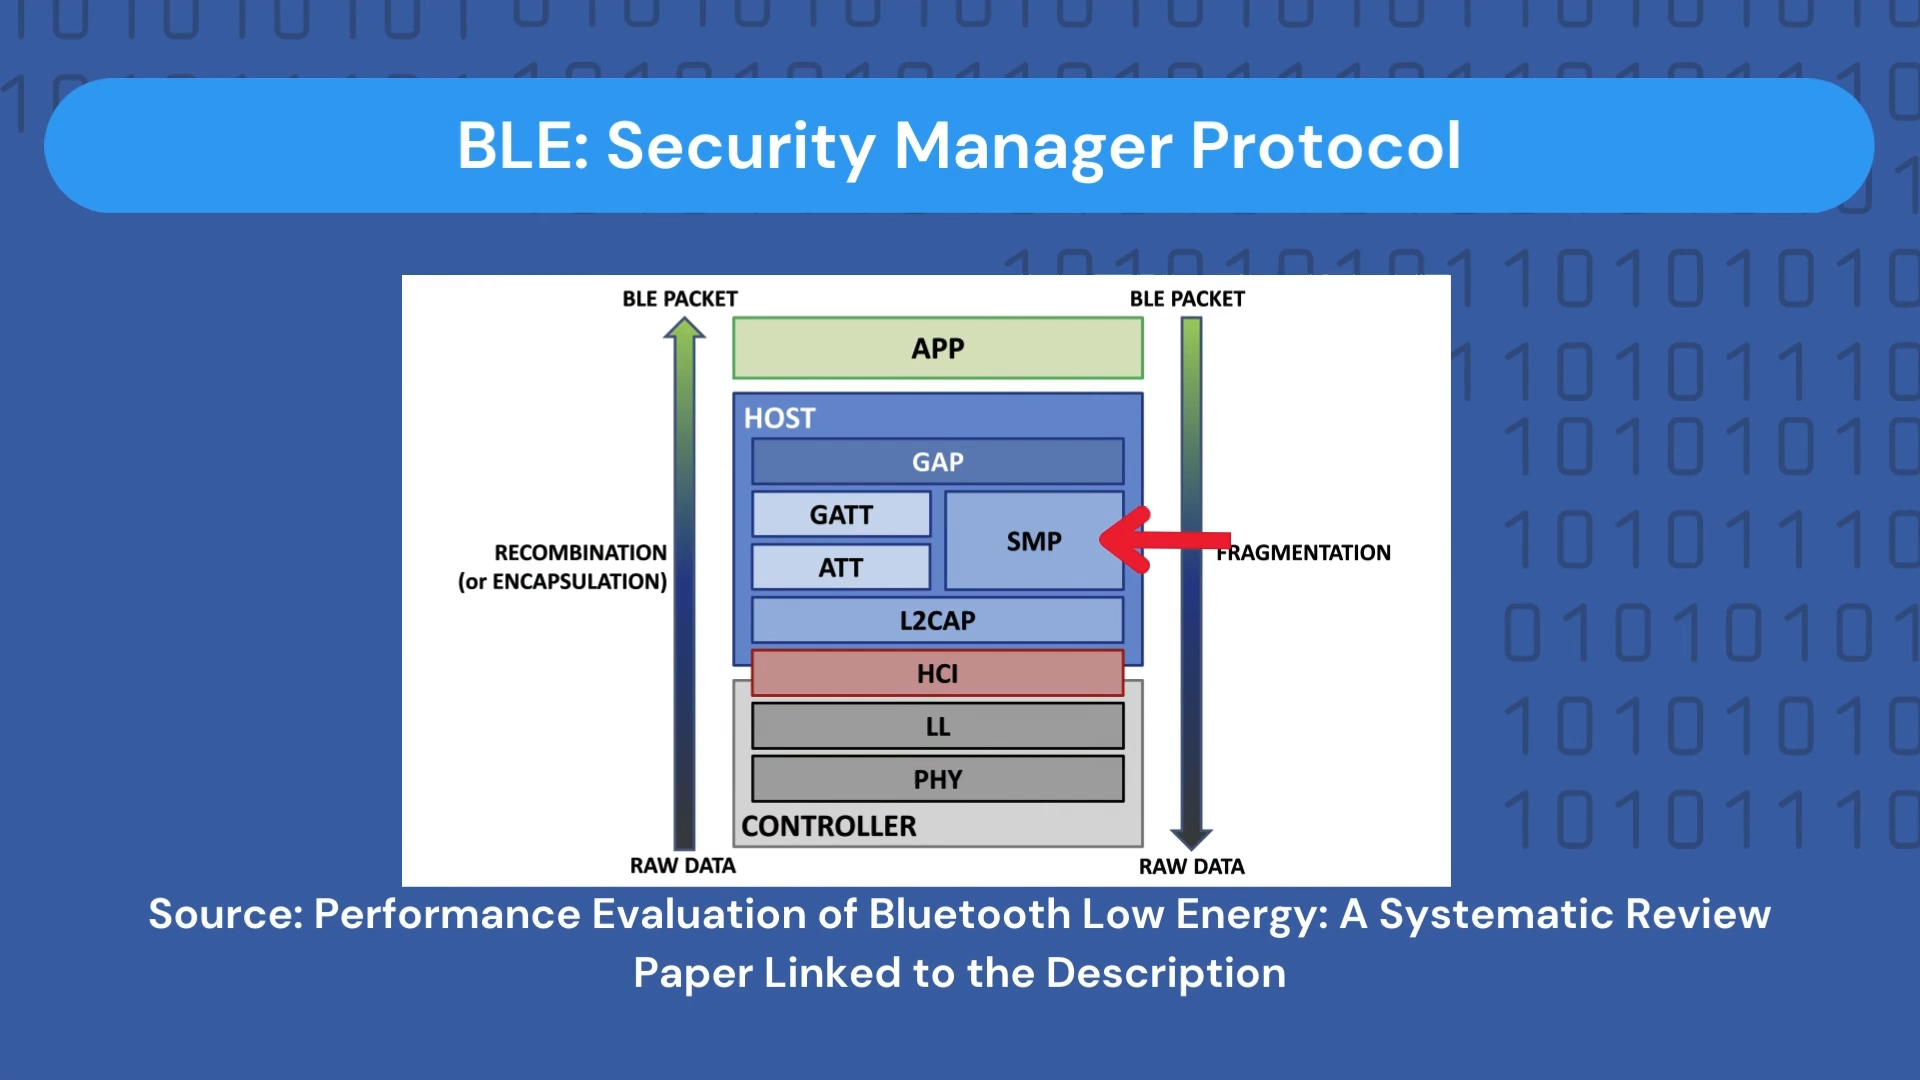 BLE: Security Manager Protocol
BLE PACKET
BLE PACKET
APP
HOST
GAP
GATT
SMP
ATT
RECOMBINATION
(or ENCAPSULATION)
FRAGMENTATION
L2CAP
HCI
LL
PHY
CONTROLLER
RAW DATA
RAW DATA
Source: Performance Evaluation of Bluetooth Low Energy: A Systematic Review
Paper Linked to the Description